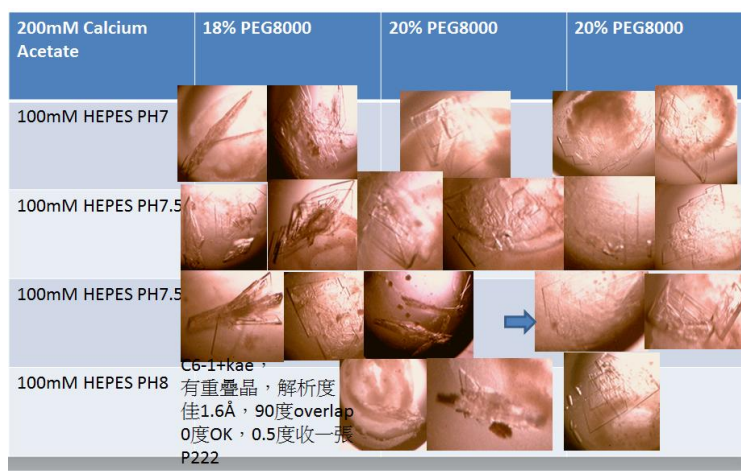 200mM Calcium
Acetate
18% PEG8000
20% PEG8000
20% PEG8000
100mM HEPES PH7
100mM HEPES PH7.5
100mM HEPES PH7.5
100mM HEPES PH8
C6-1+kae，
有重疊晶，解析度
佳1.6Å，90度overlap
0度OK，0.5度收一張
P222